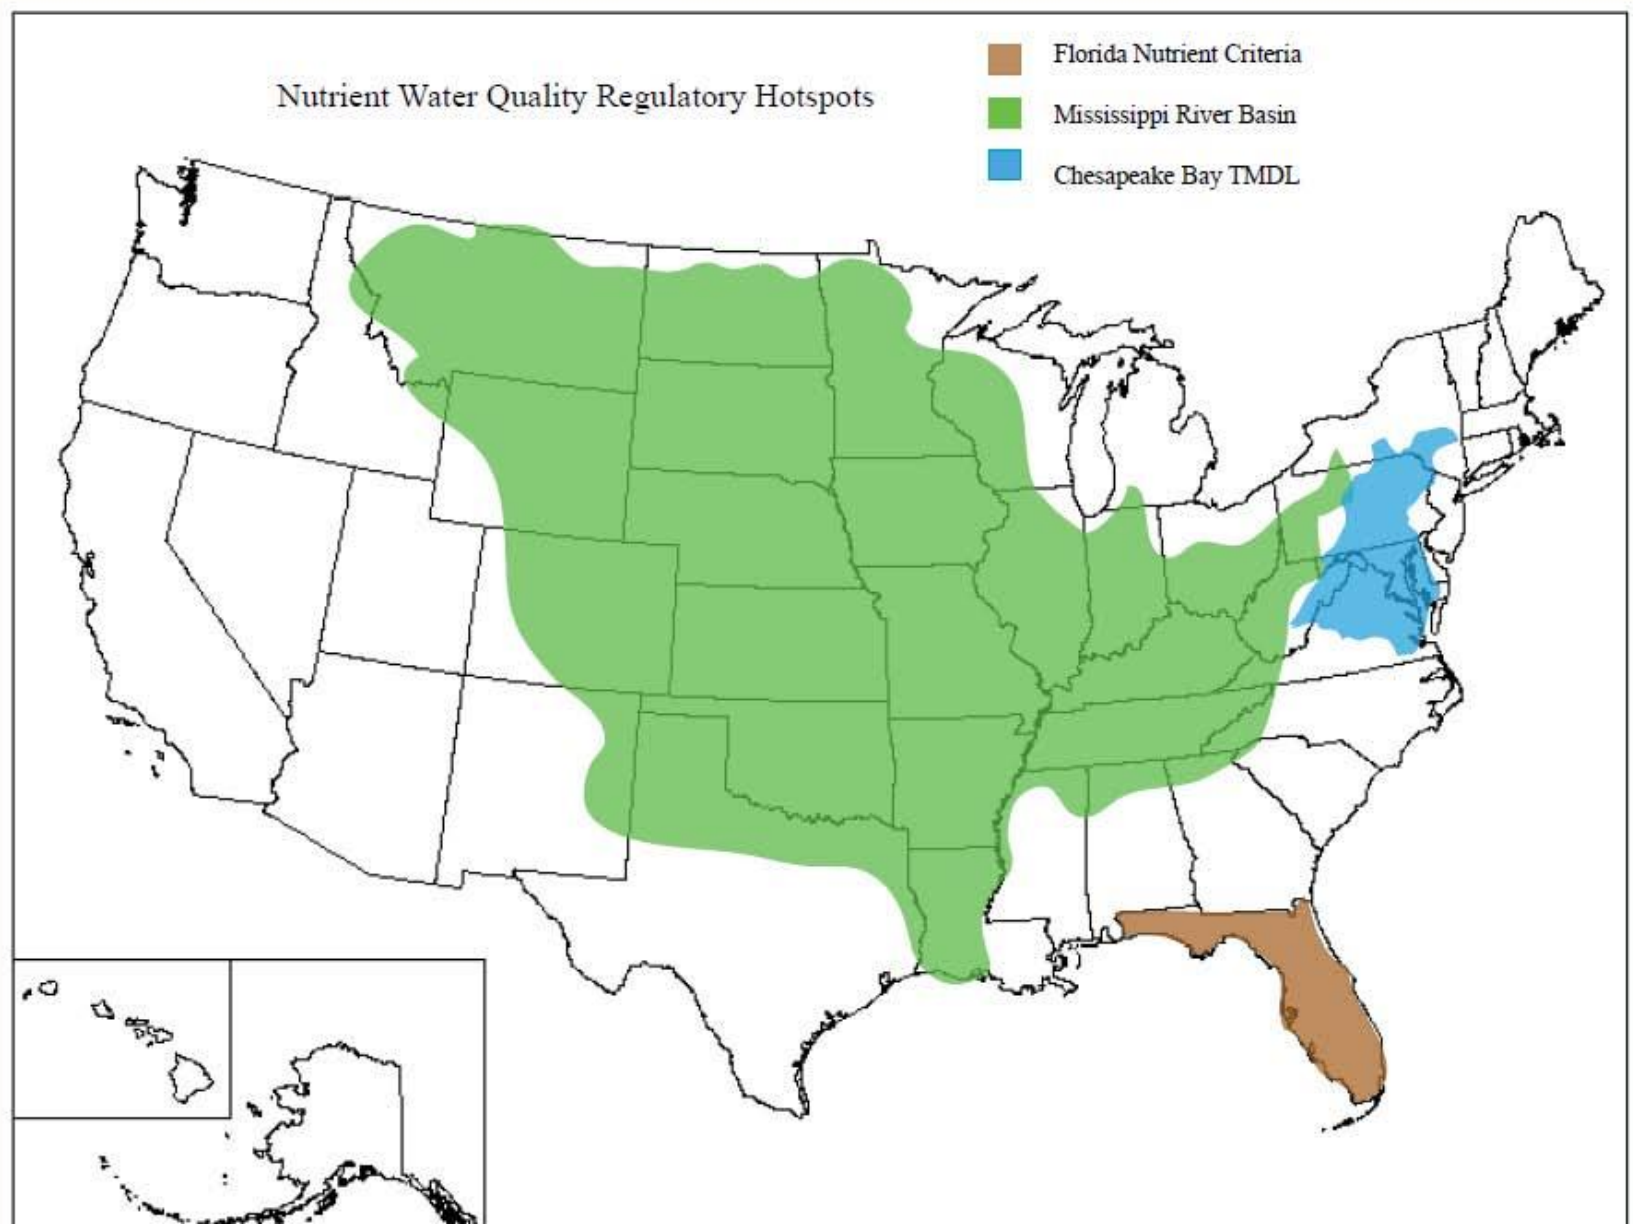 Nutrient Water Quality Regulatory Hotspots
Florida Nutrient Criteria
Mississippi River Basin
Chesapeake Bay TMDL